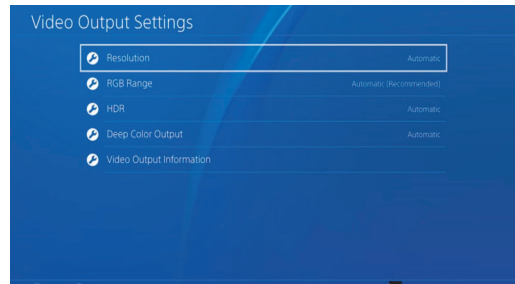 Video Output Settings
Resolution Automatic
RGB Range Automatic (Recommended)
HDR Automatic
Deep Color Output Automatic
Video Output Information